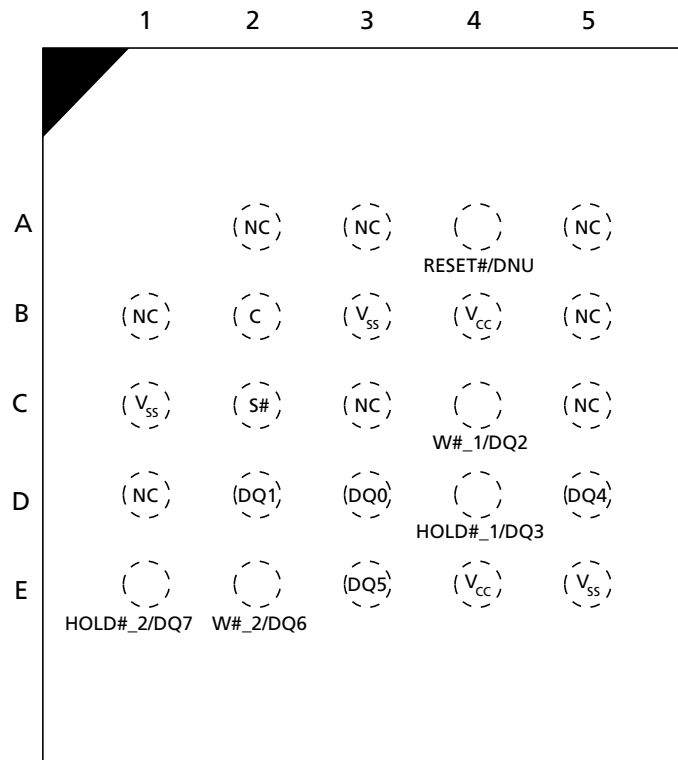 1 2 3 4 5
A NC NC NC
RESET#/DNU
B NC C VSS VCC NC
C VSS S# NC NC
W#_1/DQ2
D NC DQ1 DQ0 DQ4
HOLD#_1/DQ3
E DQ5 VCC VSS
HOLD#_2/DQ7 W#_2/DQ6